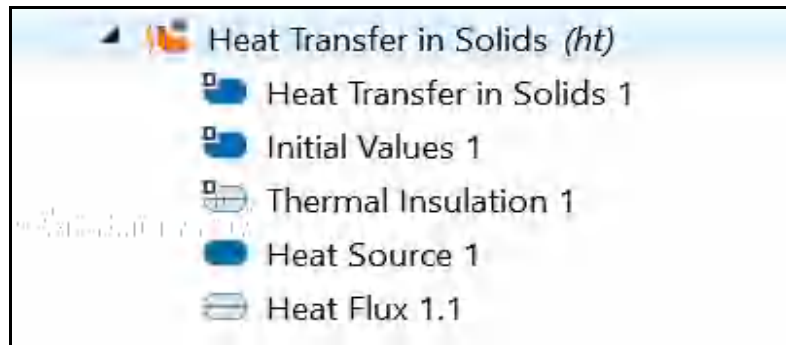 Heat Transfer in Solids (ht)
Heat Transfer in Solids 1
Initial Values 1
Thermal Insulation 1
Heat Source 1
Heat Flux 1.1